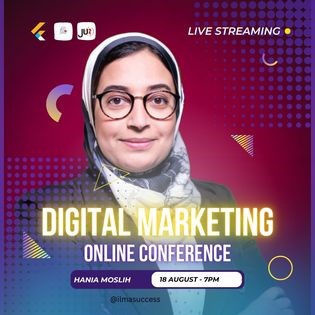 LIVE STREAMING
DIGITAL MARKETING
ONLINE CONFERENCE
HANIA MOSLIH
18 AUGUST - 7PM
@ilmasuccess